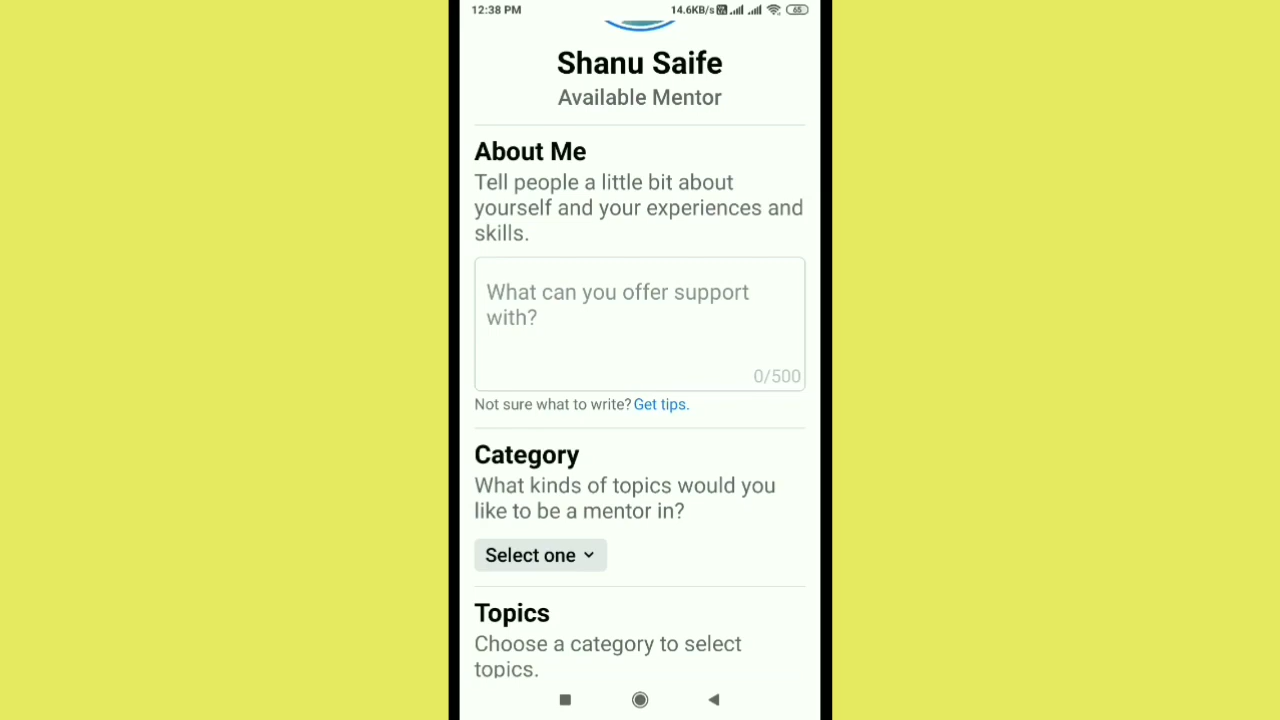 12:38 PM 14.6KB/s 65
Shanu Saife
Available Mentor
About Me
Tell people a little bit about
yourself and your experiences and
skills.
What can you offer support
with?
0/500
Not sure what to write? Get tips.
Category
What kinds of topics would you
like to be a mentor in?
Select one
Topics
Choose a category to select
topics.